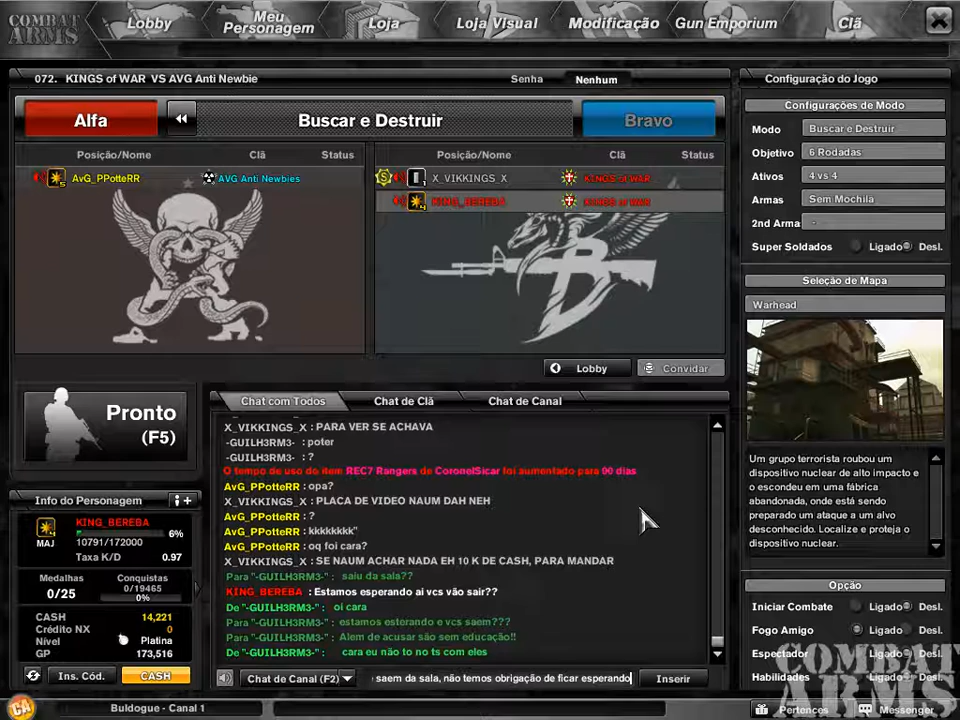 COMBAT ARMS
Lobby
Meu Personagem
Loja
Loja Visual
Modificação
Gun Emporium
Clã
072. KINGS of WAR VS AVG Anti Newbie
Senha
Nenhum
Alfa
Buscar e Destruir
Bravo
Posição/Nome Clã Status
Posição/Nome Clã Status
AvG_PPotteRR AVG Anti Newbies
X_VIKKINGS_X KINGS of WAR
KING_BEREBA KINGS of WAR
Lobby
Convidar
Pronto
(F5)
Chat com Todos
Chat de Clã
Chat de Canal
X_VIKKINGS_X : PARA VER SE ACHAVA
-GUILH3RM3- : poter
-GUILH3RM3- : ?
O tempo de uso do item REC7 Rangers de CoronelSicar foi aumentado para 90 dias
AvG_PPotteRR : opa?
X_VIKKINGS_X : PLACA DE VIDEO NAUM DAH NEH
AvG_PPotteRR : ?
AvG_PPotteRR : kkkkkkkk"
AvG_PPotteRR : oq foi cara?
X_VIKKINGS_X : SE NAUM ACHAR NADA EH 10 K DE CASH, PARA MANDAR
Para "-GUILH3RM3-" : saiu da sala??
KING_BEREBA : Estamos esperando ai vcs vão sair??
De "-GUILH3RM3-" : oi cara
Para "-GUILH3RM3-" : estamos esterando e vcs saem???
Para "-GUILH3RM3-" : Alem de acusar são sem educação!!
De "-GUILH3RM3-" : cara eu não to no ts com eles
Chat de Canal (F2)
saem da sala, não temos obrigação de ficar esperando
Inserir
Info do Personagem
KING_BEREBA
6%
MAJ
10791/172000
Taxa K/D 0.97
Medalhas
0/25
Conquistas
0/19465
0%
CASH 14,221
Crédito NX 0
Nível Platina
GP 173,516
Ins. Cód.
CASH
Buldogue - Canal 1
Configuração do Jogo
Configurações de Modo
Modo Buscar e Destruir
Objetivo 6 Rodadas
Ativos 4 vs 4
Armas Sem Mochila
2nd Arma -
Super Soldados Ligado Desl.
Seleção de Mapa
Warhead
Um grupo terrorista roubou um
dispositivo nuclear de alto impacto e
o escondeu em uma fábrica
abandonada, onde está sendo
preparado um ataque a um alvo
desconhecido. Localize e proteja o
dispositivo nuclear.
Opção
Iniciar Combate Ligado Desl.
Fogo Amigo Ligado Desl.
Espectador Ligado Desl.
Habilidades Ligado Desl.
COMBAT ARMS
Pertences
Messenger